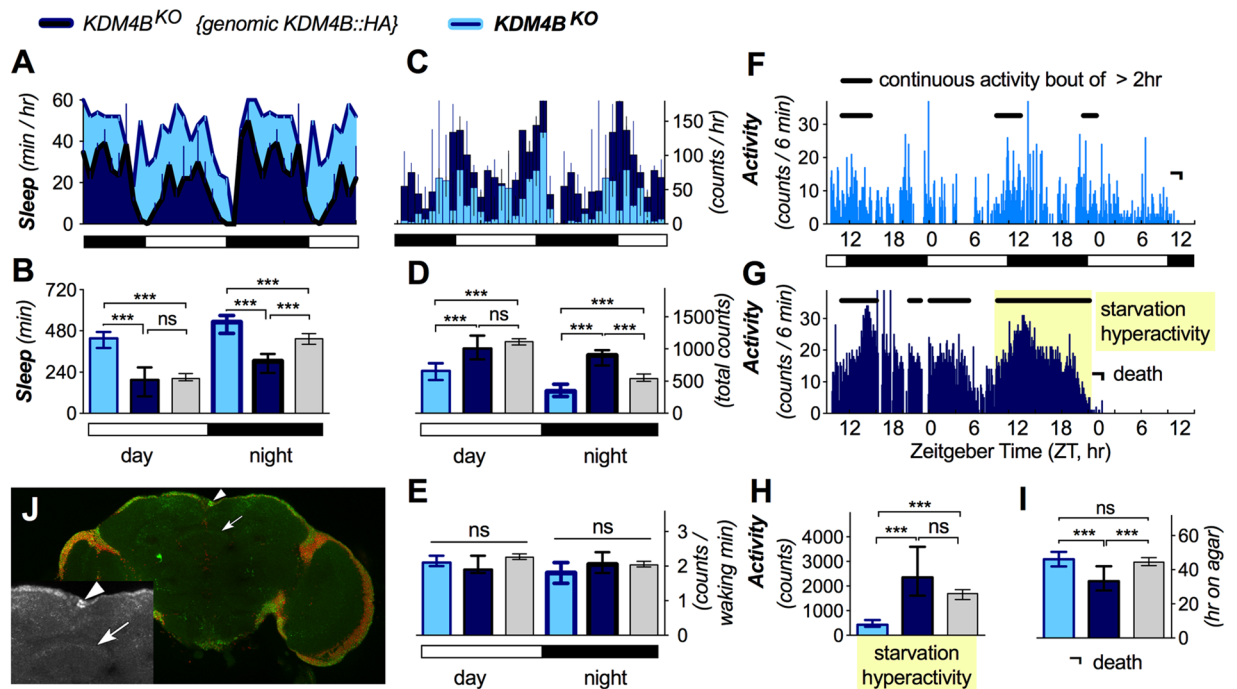 KDM4B KO {genomic KDM4B::HA} KDM4B KO
A
Sleep (min / hr)
60
40
20
0
B
Sleep (min)
720
480
240
0
***
*** ns
***
*** ***
day night
C
150
100
50
0
(counts / hr)
D
***
*** ns
***
*** ***
1500
1000
500
0
(total counts)
day night
E
ns ns
3
2
1
0
(counts / waking min)
day night
F
continuous activity bout of > 2hr
Activity
(counts / 6 min)
30
20
10
0
12 18 0 6 12 18 0 6 12
G
Activity
(counts / 6 min)
30
20
10
0
starvation
hyperactivity
death
12 18 0 6 12 18 0 6 12
Zeitgeber Time (ZT, hr)
H
Activity
(counts)
4000
3000
2000
1000
0
***
*** ns
starvation
hyperactivity
I
ns
*** ***
60
40
20
0
(hr on agar)
death
J